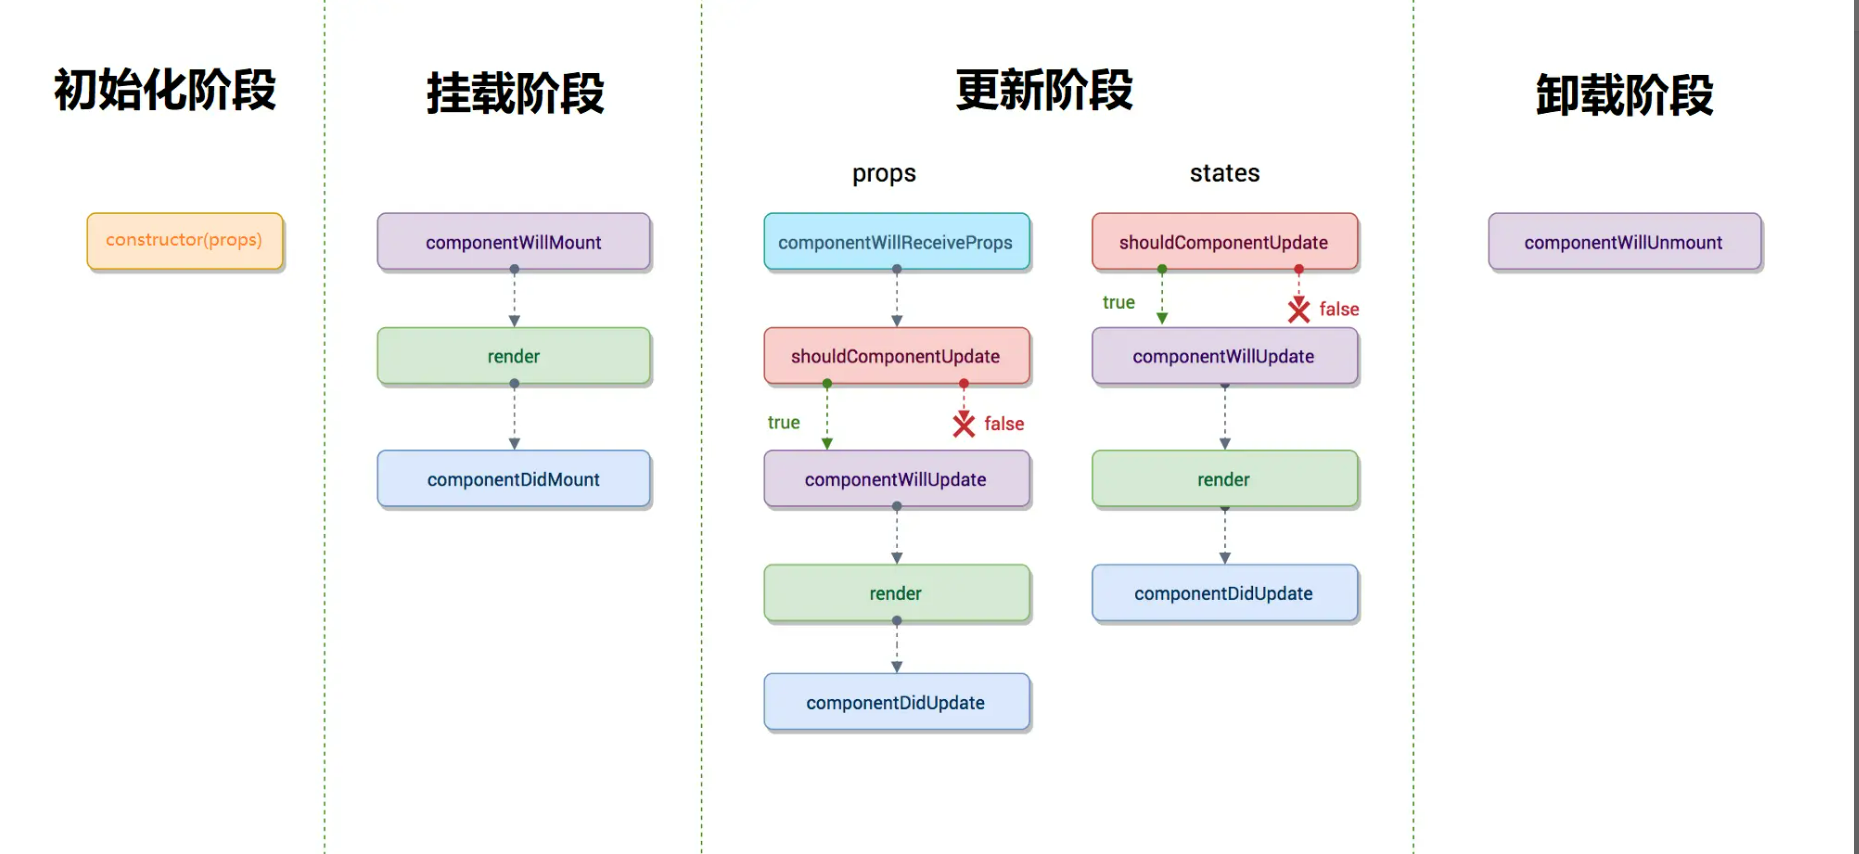 初始化阶段
constructor(props)
挂载阶段
componentWillMount
render
componentDidMount
更新阶段
props
componentWillReceiveProps
shouldComponentUpdate
true
false
componentWillUpdate
render
componentDidUpdate
states
shouldComponentUpdate
true
false
componentWillUpdate
render
componentDidUpdate
卸载阶段
componentWillUnmount